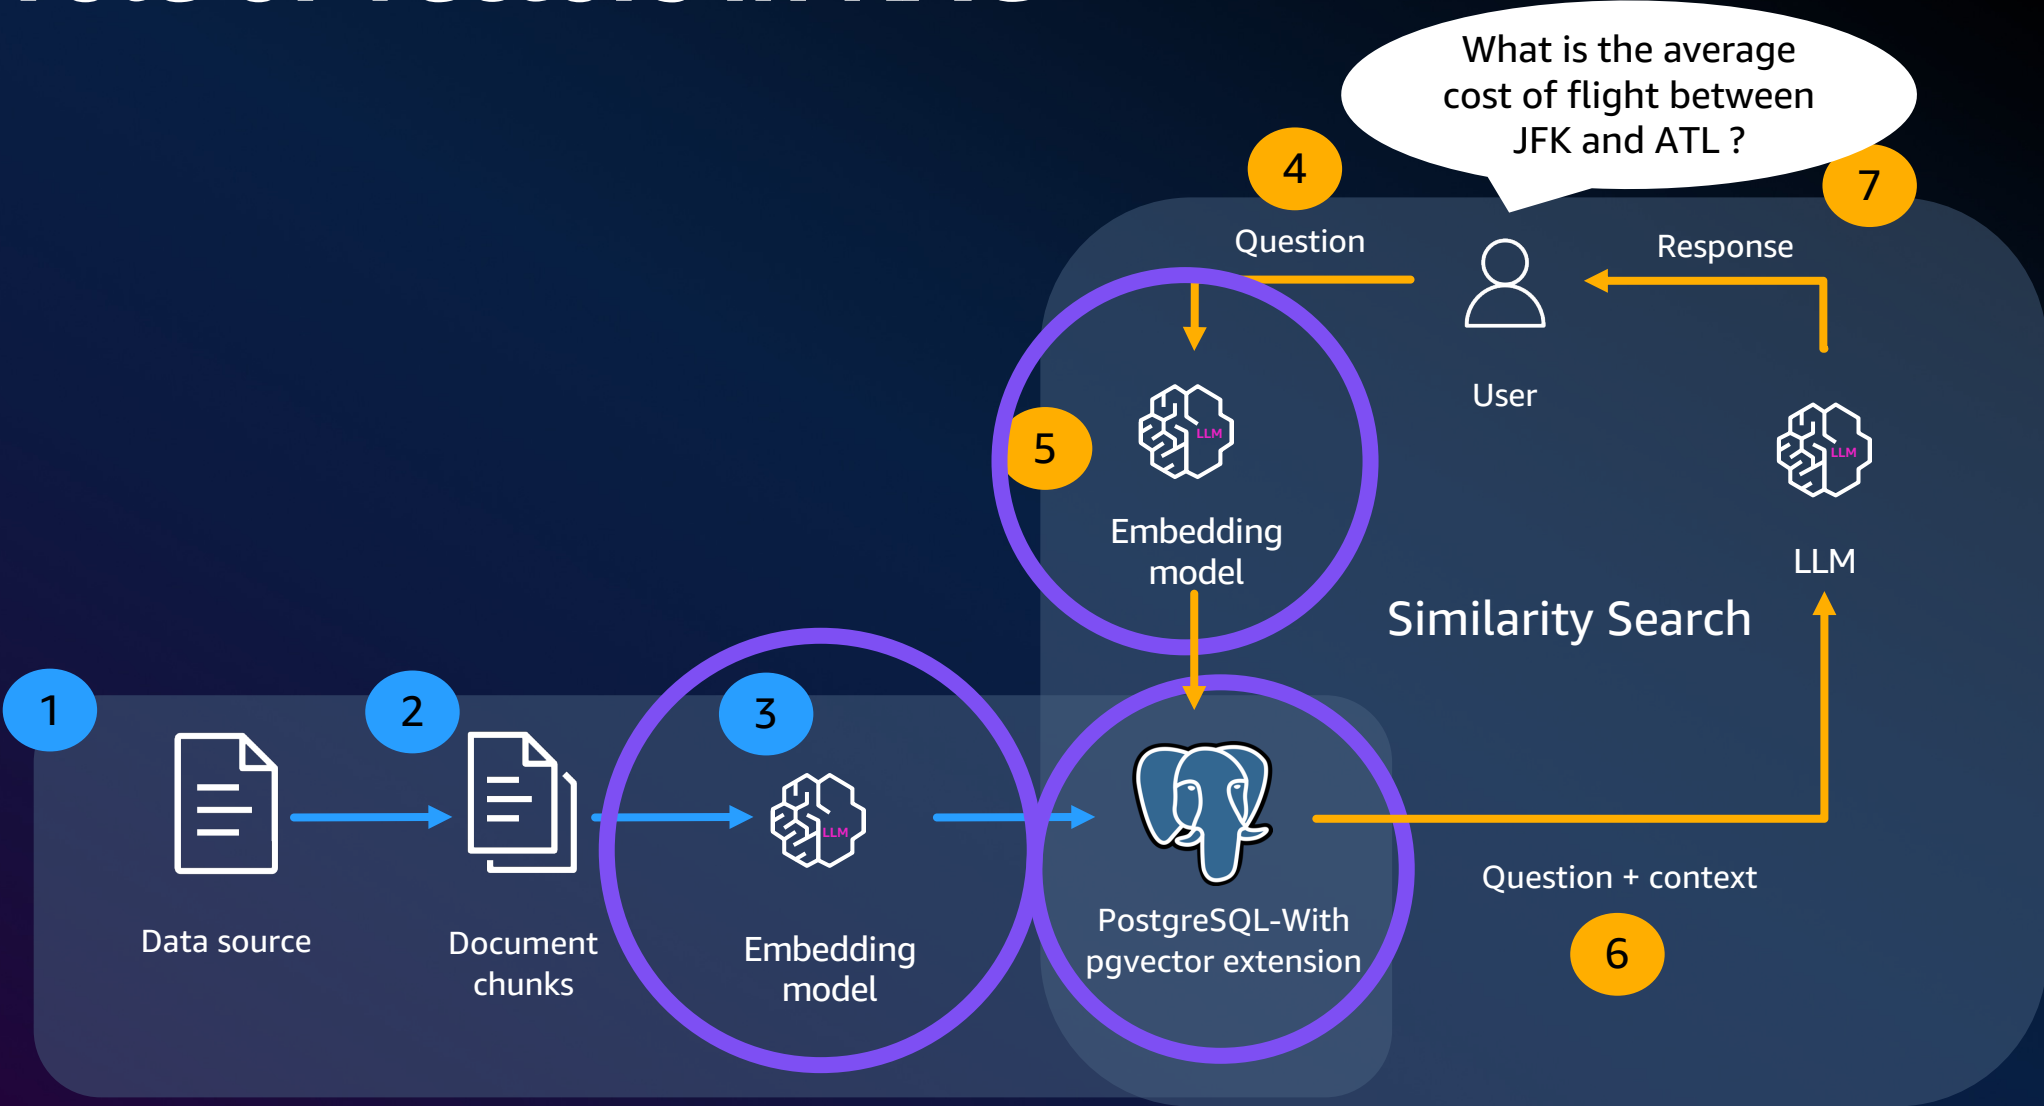 What is the average
cost of flight between
JFK and ATL ?
4
7
Question
Response
User
5
LLM
Embedding
model
LLM
LLM
Similarity Search
1
2
3
LLM
Data source
Document
chunks
Embedding
model
PostgreSQL-With
pgvector extension
Question + context
6